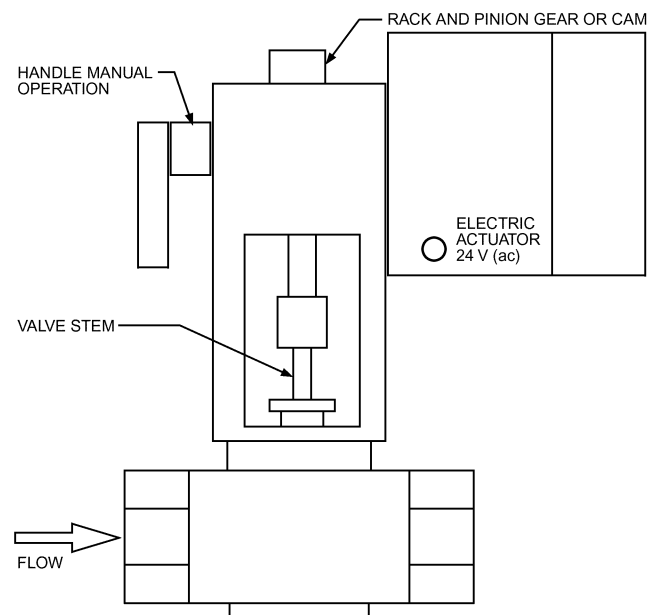 RACK AND PINION GEAR OR CAM
HANDLE MANUAL
OPERATION
ELECTRIC
ACTUATOR
24 V (ac)
VALVE STEM
FLOW